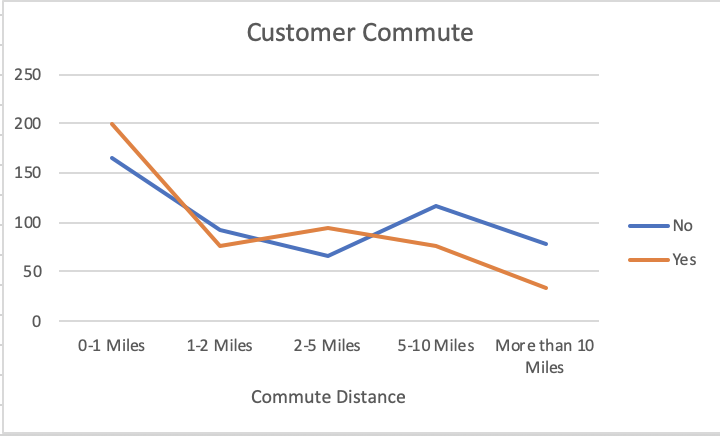 Customer Commute
250
200
150
100
50
0
0-1 Miles
1-2 Miles
2-5 Miles
5-10 Miles
More than 10
Miles
Commute Distance
No
Yes